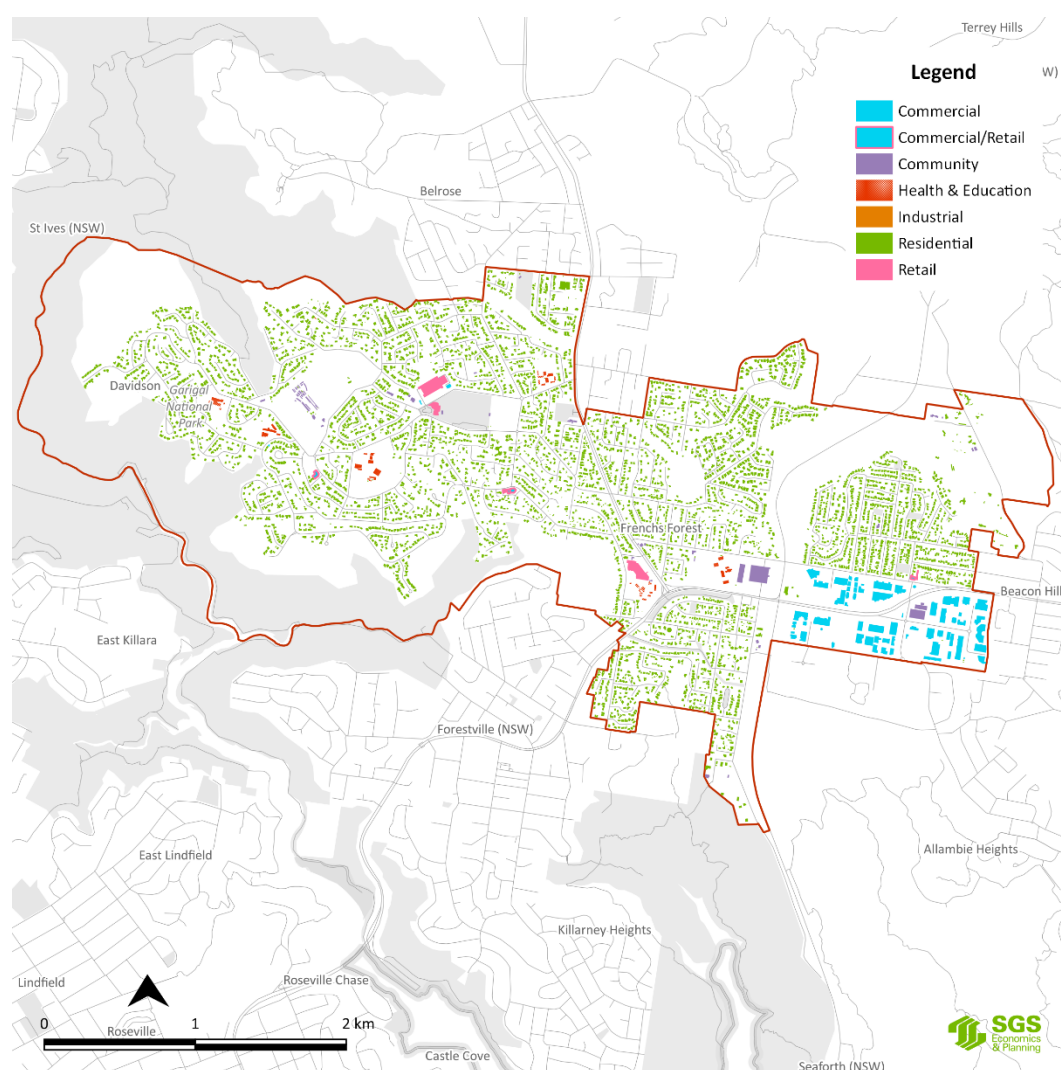 Terrey Hills
Legend
W)
Commercial
Commercial/Retail
Community
Health & Education
Industrial
Residential
Retail
Belrose
St Ives (NSW)
Davidson
Garigal
National
Park
Frenchs Forest
Beacon Hill
East Killara
Forestville (NSW)
East Lindfield
Allambie Heights
Killarney Heights
Lindfield
Roseville Chase
0 1 2 km
Roseville
Castle Cove
SGS
Economics
& Planning
Seaforth (NSW)